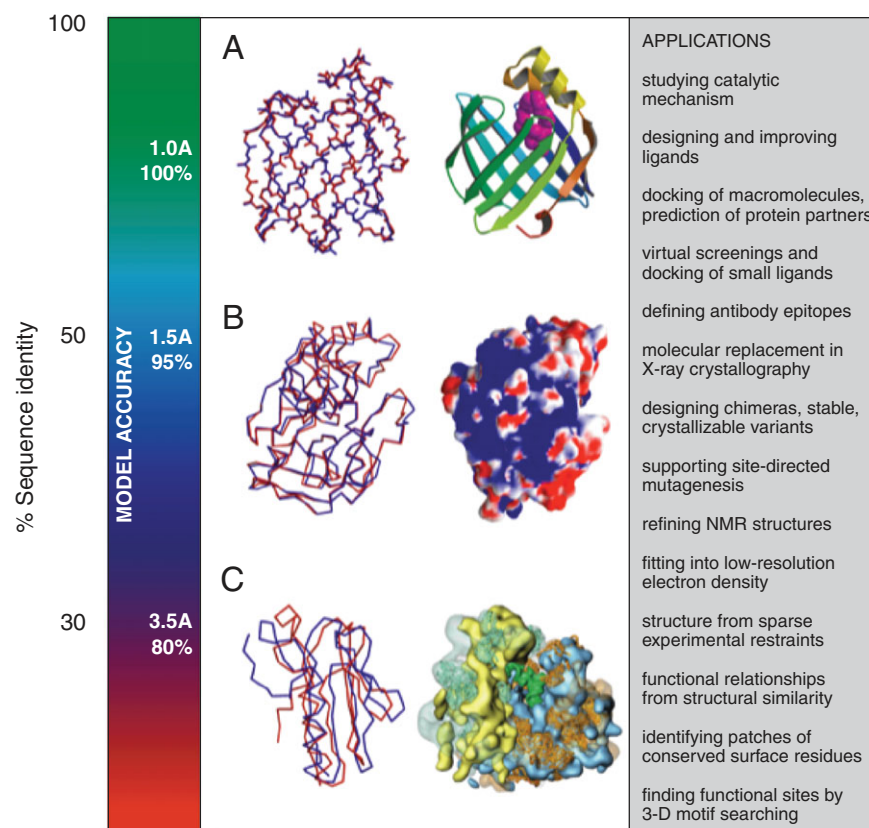 100
50
30
% Sequence identity
MODEL ACCURACY
1.0A
100%
1.5A
95%
3.5A
80%
A
B
C
APPLICATIONS
studying catalytic
mechanism
designing and improving
ligands
docking of macromolecules,
prediction of protein partners
virtual screenings and
docking of small ligands
defining antibody epitopes
molecular replacement in
X-ray crystallography
designing chimeras, stable,
crystallizable variants
supporting site-directed
mutagenesis
refining NMR structures
fitting into low-resolution
electron density
structure from sparse
experimental restraints
functional relationships
from structural similarity
identifying patches of
conserved surface residues
finding functional sites by
3-D motif searching